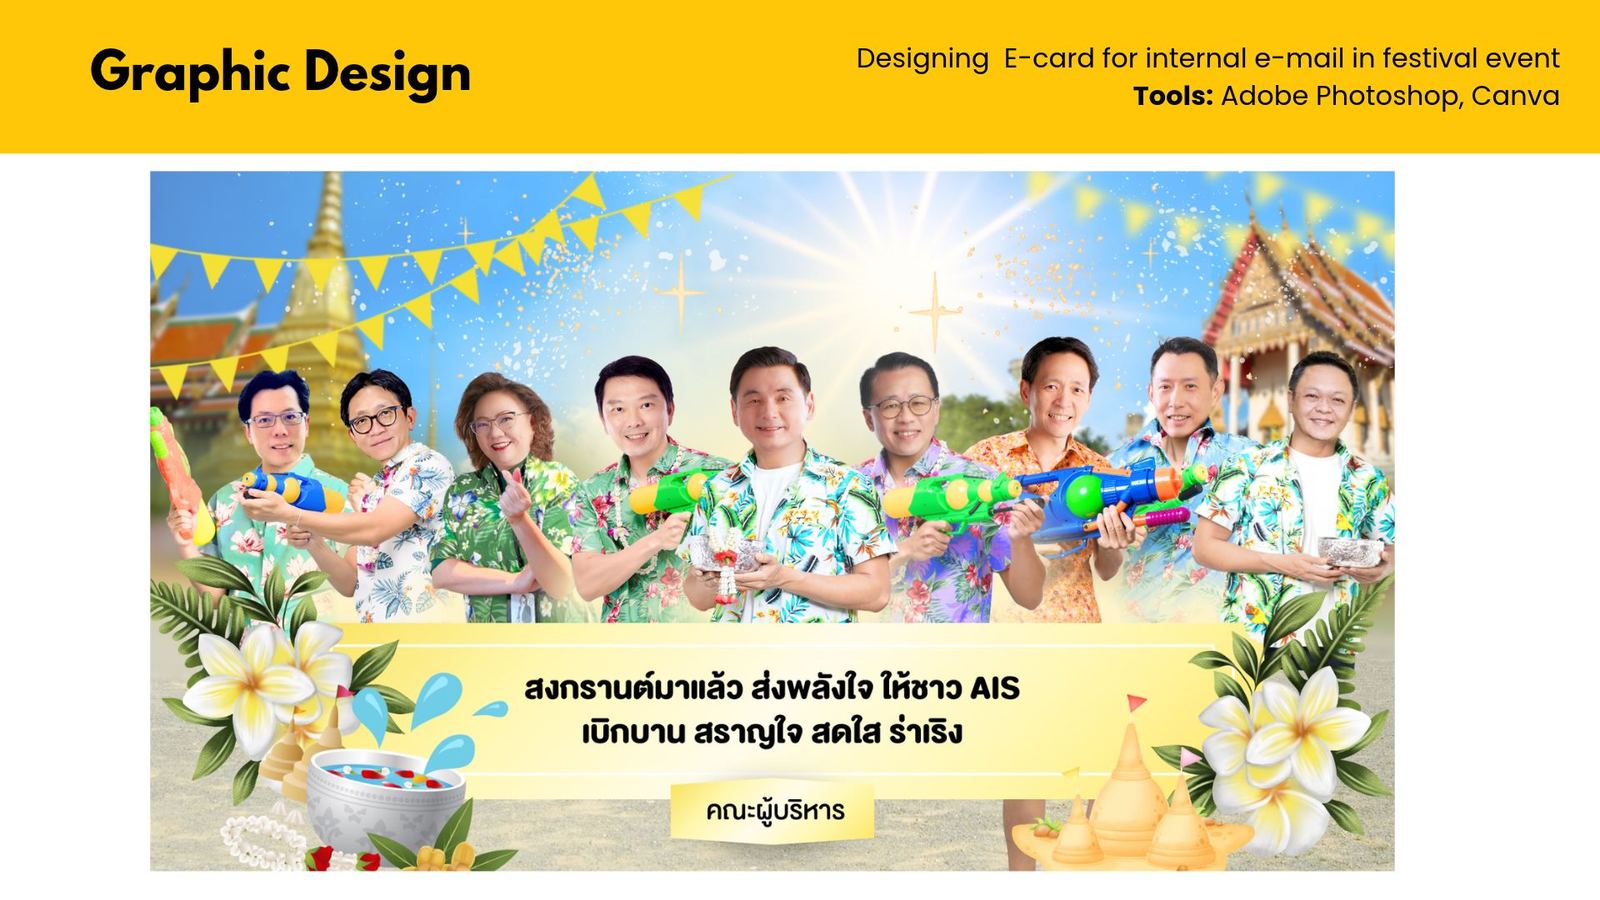 Graphic Design
Designing E-card for internal e-mail in festival event
Tools: Adobe Photoshop, Canva
สงกรานต์มาแล้ว ส่งพลังใจ ให้ชาว AIS
เบิกบาน สราญใจ สดใส ร่าเริง
คณะผู้บริหาร